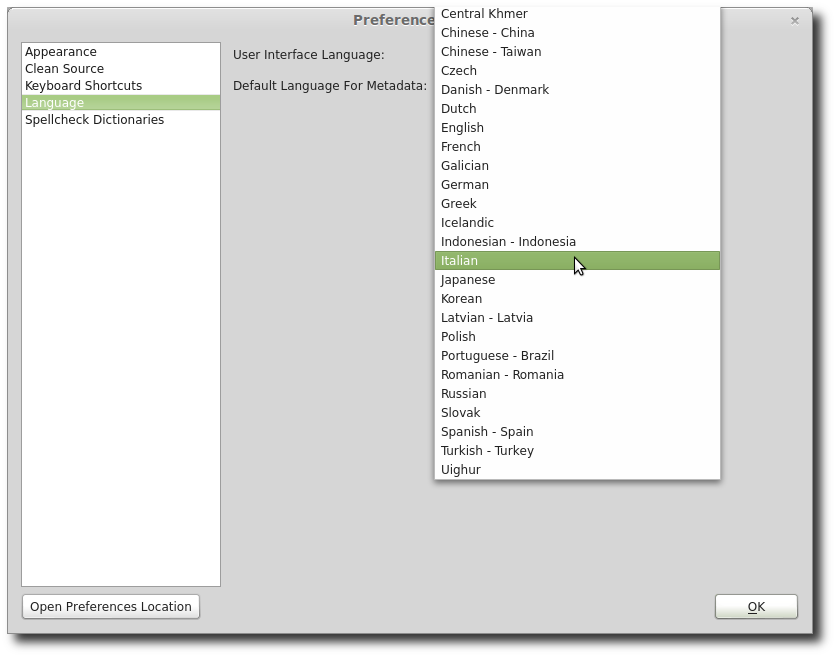 Preference
Appearance
Clean Source
Keyboard Shortcuts
Language
Spellcheck Dictionaries
User Interface Language:
Default Language For Metadata:
Central Khmer
Chinese - China
Chinese - Taiwan
Czech
Danish - Denmark
Dutch
English
French
Galician
German
Greek
Icelandic
Indonesian - Indonesia
Italian
Japanese
Korean
Latvian - Latvia
Polish
Portuguese - Brazil
Romanian - Romania
Russian
Slovak
Spanish - Spain
Turkish - Turkey
Uighur
Open Preferences Location
OK